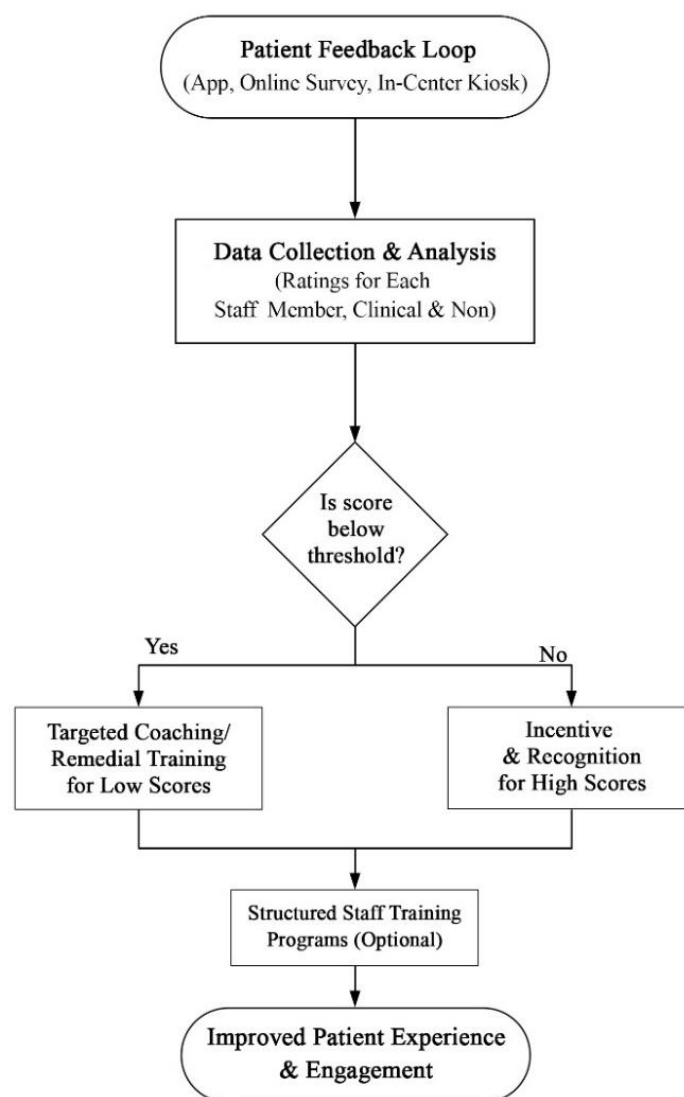 Patient Feedback Loop
(App, Online Survey, In-Center Kiosk)
Data Collection & Analysis
(Ratings for Each
Staff Member, Clinical & Non)
Is score
below
threshold?
Yes
No
Targeted Coaching/
Remedial Training
for Low Scores
Incentive
& Recognition
for High Scores
Structured Staff Training
Programs (Optional)
Improved Patient Experience
& Engagement